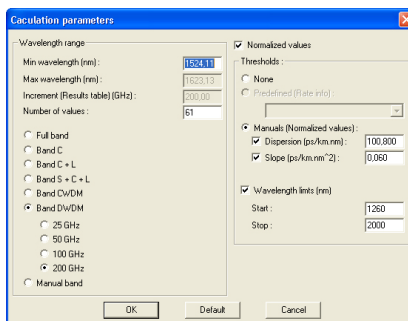 Caculation parameters
Wavelength range
Min wavelength (nm) : 1524,11
Max wavelength (nm) : 1623,13
Increment (Results table) (GHz) : 200,00
Number of values : 61
Full band
Band C
Band C + L
Band S + C + L
Band CWDM
Band DWDM
25 GHz
50 GHz
100 GHz
200 GHz
Manual band
Normalized values
Thresholds :
None
Predefined (Rate info) :
Manuals (Normalized values) :
Dispersion (ps/km.nm) : 100,800
Slope (ps/km.nm^2) : 0,060
Wavelength limts (nm)
Start : 1260
Stop : 2000
OK Default Cancel